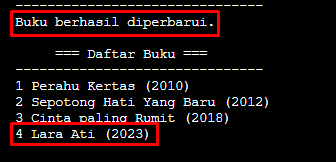 --------------------------------
Buku berhasil diperbarui.
=== Daftar Buku ===
--------------------------------
1 Perahu Kertas (2010)
2 Sepotong Hati Yang Baru (2012)
3 Cinta paling Rumit (2018)
4 Lara Ati (2023)